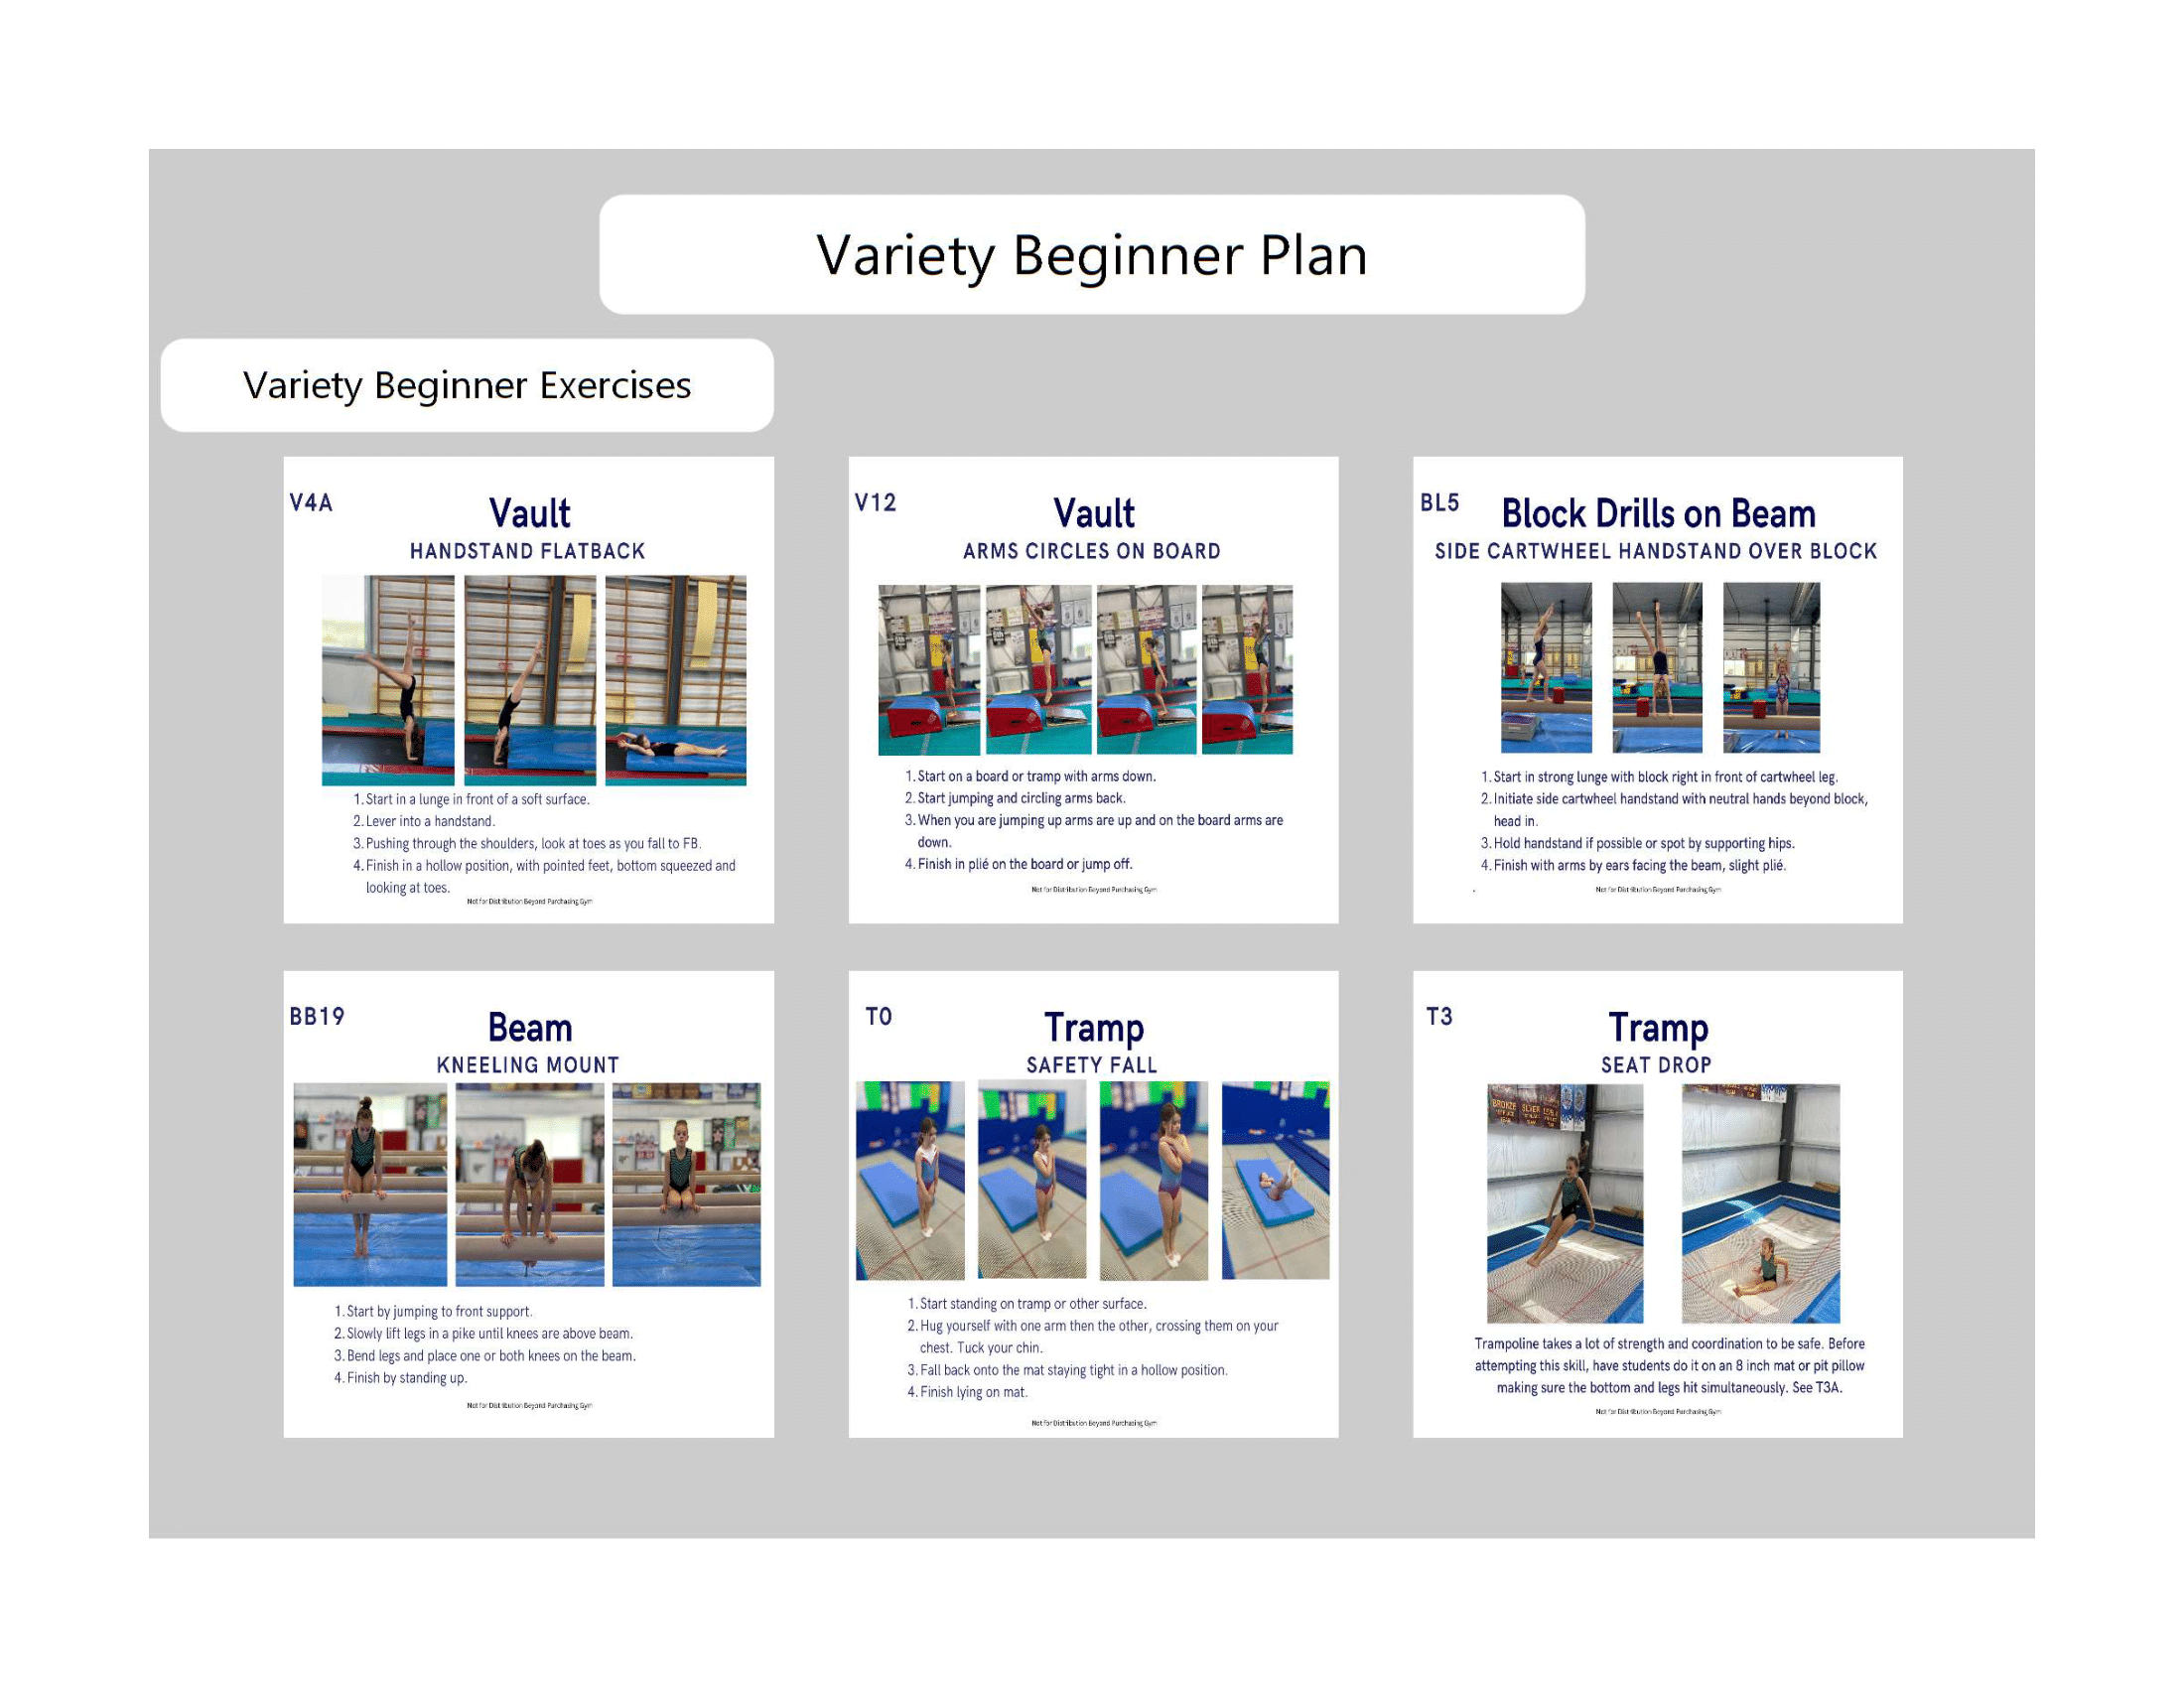 Variety Beginner Plan
Variety Beginner Exercises
V4A
Vault
HANDSTAND FLATBACK
1. Start in a lunge in front of a soft surface.
2. Lever into a handstand.
3. Pushing through the shoulders, look at toes as you fall to FB.
4. Finish in a hollow position, with pointed feet, bottom squeezed and
looking at toes.
Not for Distribution Beyond Purchasing Gym
V12
Vault
ARMS CIRCLES ON BOARD
1. Start on a board or tramp with arms down.
2. Start jumping and circling arms back.
3. When you are jumping up arms are up and on the board arms are
down.
4. Finish in plié on the board or jump off.
Not for Distribution Beyond Purchasing Gym
BL5
Block Drills on Beam
SIDE CARTWHEEL HANDSTAND OVER BLOCK
1. Start in strong lunge with block right in front of cartwheel leg.
2. Initiate side cartwheel handstand with neutral hands beyond block,
head in.
3. Hold handstand if possible or spot by supporting hips.
4. Finish with arms by ears facing the beam, slight plié.
.
Not for Distribution Beyond Purchasing Gym
BB19
Beam
KNEELING MOUNT
1. Start by jumping to front support.
2. Slowly lift legs in a pike until knees are above beam.
3. Bend legs and place one or both knees on the beam.
4. Finish by standing up.
Not for Distribution Beyond Purchasing Gym
T0
Tramp
SAFETY FALL
1. Start standing on tramp or other surface.
2. Hug yourself with one arm then the other, crossing them on your
chest. Tuck your chin.
3. Fall back onto the mat staying tight in a hollow position.
4. Finish lying on mat.
Not for Distribution Beyond Purchasing Gym
T3
Tramp
SEAT DROP
BRONZE
SILVER
Trampoline takes a lot of strength and coordination to be safe. Before
attempting this skill, have students do it on an 8 inch mat or pit pillow
making sure the bottom and legs hit simultaneously. See T3A.
Not for Distribution Beyond Purchasing Gym